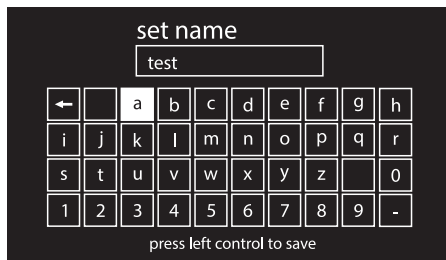 set name
test
← a b c d e f g h
i j k l m n o p q r
s t u v w x y z 0
1 2 3 4 5 6 7 8 9 -
press left control to save